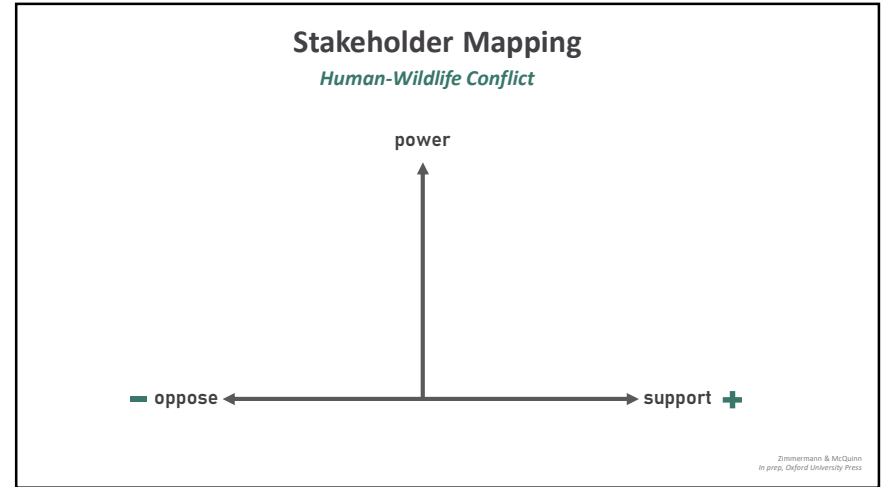 Stakeholder Mapping
Human-Wildlife Conflict
power
oppose
support
Zimmermann & McQuinn
In prep, Oxford University Press